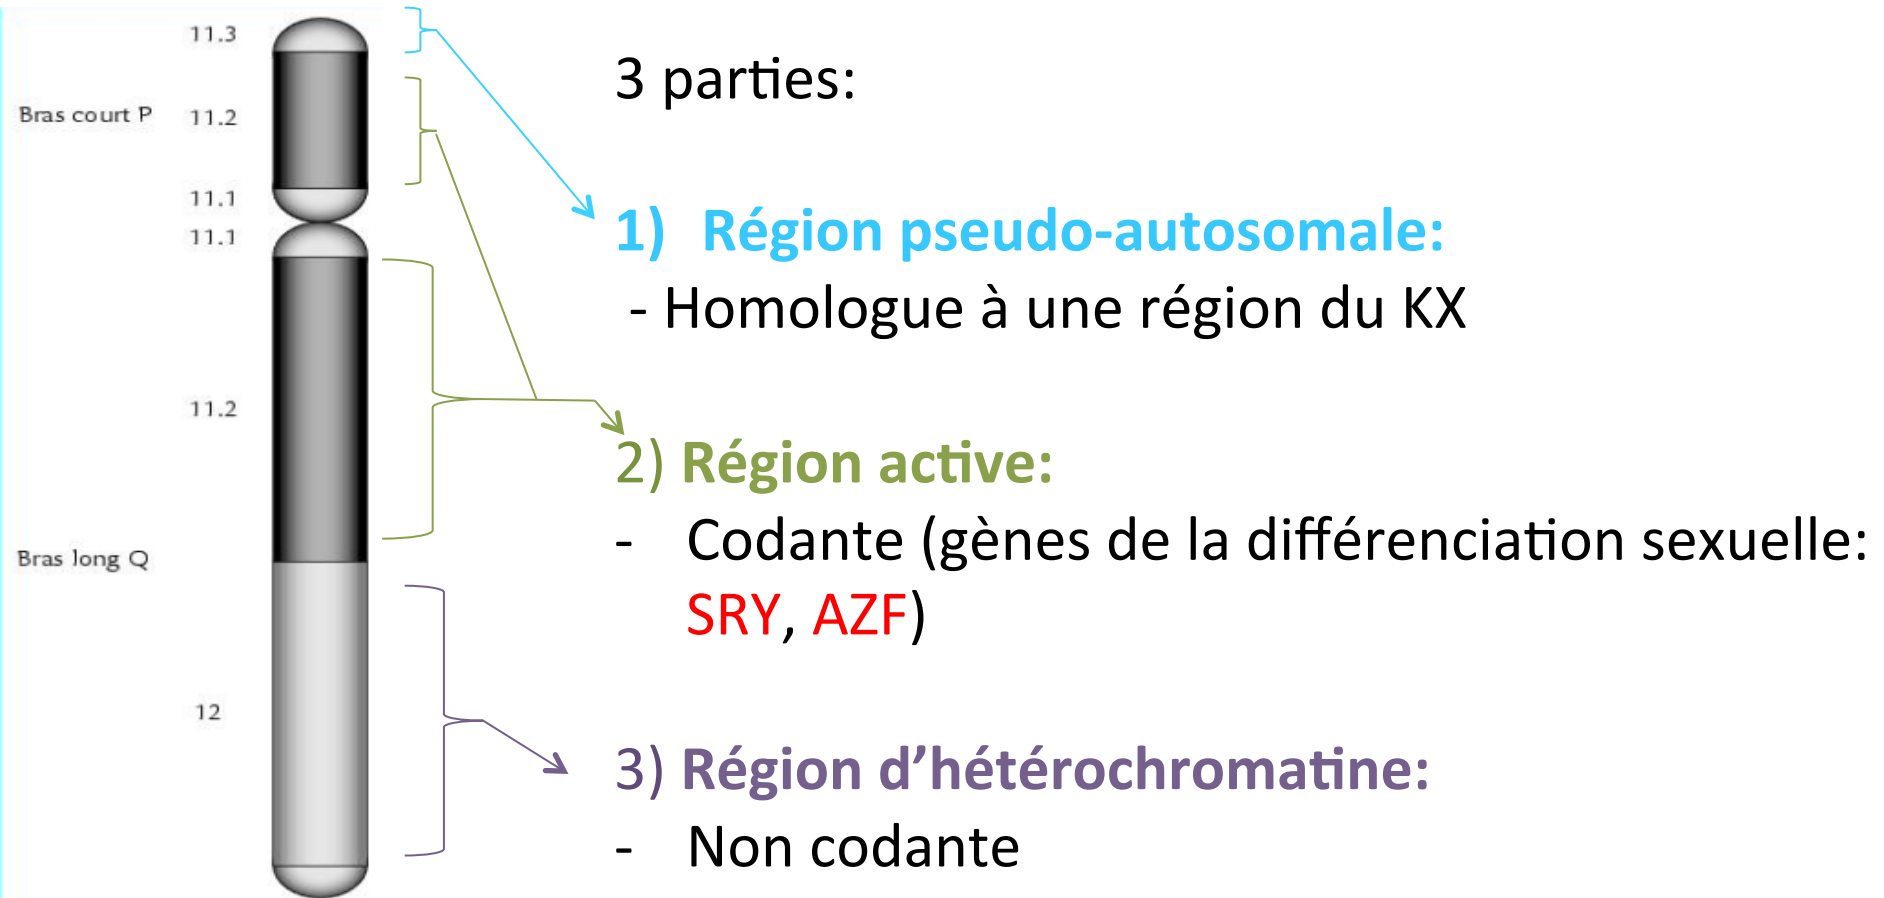 11.3
Bras court P
11.2
11.1
11.1
11.2
Bras long Q
12
3 parties:
1) Région pseudo-autosomale:
- Homologue à une région du KX
2) Région active:
- Codante (gènes de la différenciation sexuelle:
SRY, AZF)
3) Région d’hétérochromatine:
- Non codante